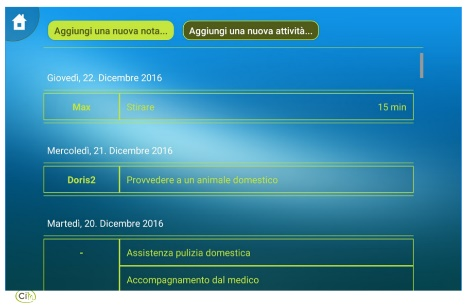 Aggiungi una nuova nota... Aggiungi una nuova attività...
Giovedì, 22. Dicembre 2016
Max Stirare 15 min
Mercoledì, 21. Dicembre 2016
Doris2 Provvedere a un animale domestico
Martedì, 20. Dicembre 2016
- Assistenza pulizia domestica
Accompagnamento dal medico